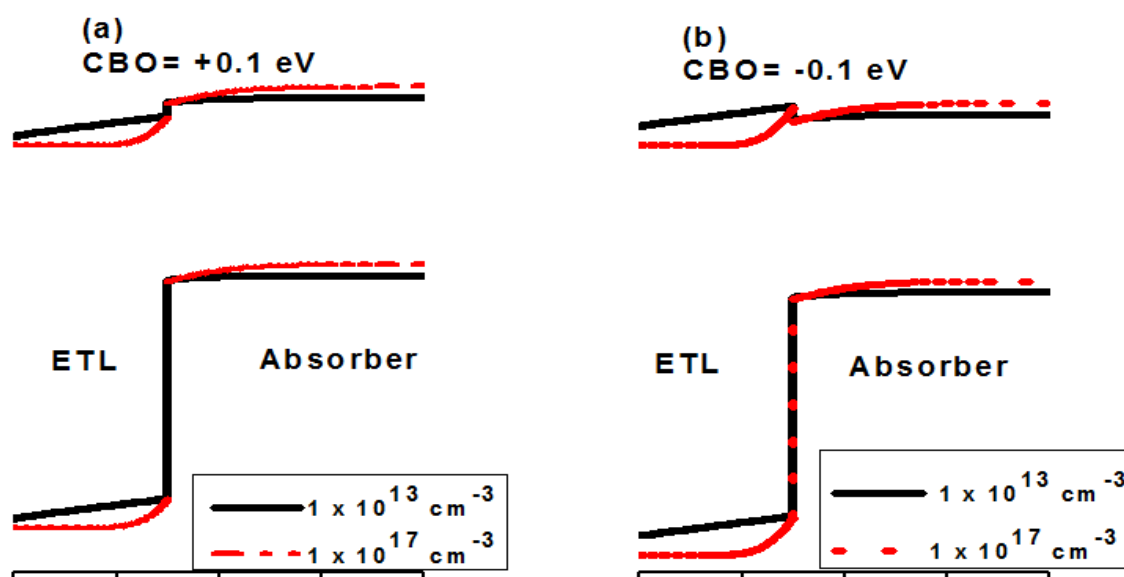 (a)
CBO= +0.1 eV
ETL
Absorber
1 x 10^13 cm^-3
1 x 10^17 cm^-3
(b)
CBO= -0.1 eV
ETL
Absorber
1 x 10^13 cm^-3
1 x 10^17 cm^-3